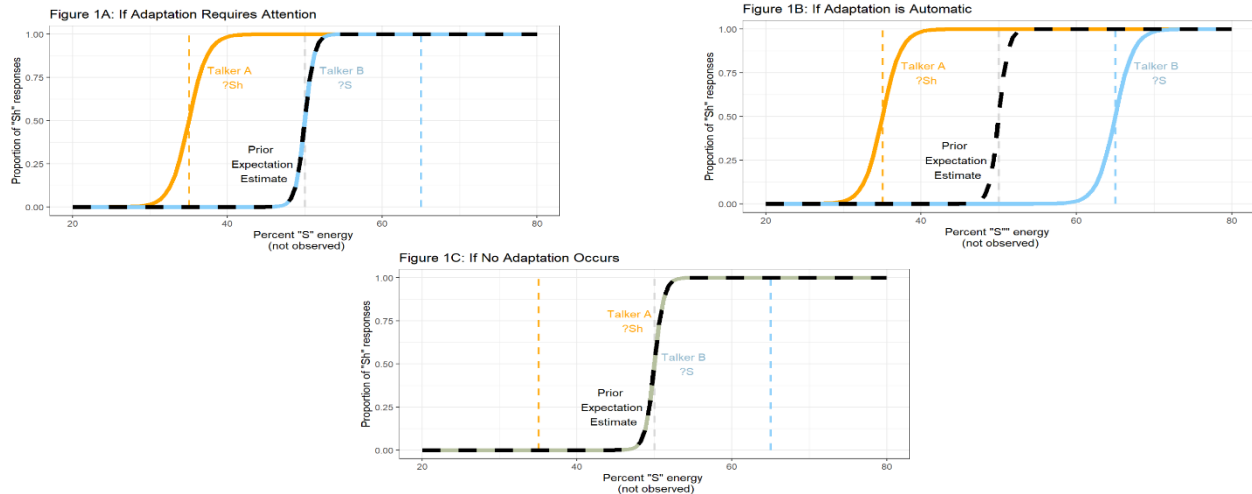 Figure 1A: If Adaptation Requires Attention
Proportion of "Sh" responses
1.00
0.75
0.50
0.25
0.00
Talker A
?Sh
Talker B
?S
Prior
Expectation
Estimate
20
40
60
80
Percent "S" energy
(not observed)
Figure 1B: If Adaptation is Automatic
Proportion of "Sh" responses
1.00
0.75
0.50
0.25
0.00
Talker A
?Sh
Talker B
?S
Prior
Expectation
Estimate
20
40
60
80
Percent "S"" energy
(not observed)
Figure 1C: If No Adaptation Occurs
Proportion of "Sh" responses
1.00
0.75
0.50
0.25
0.00
Talker A
?Sh
Talker B
?S
Prior
Expectation
Estimate
20
40
60
80
Percent "S" energy
(not observed)